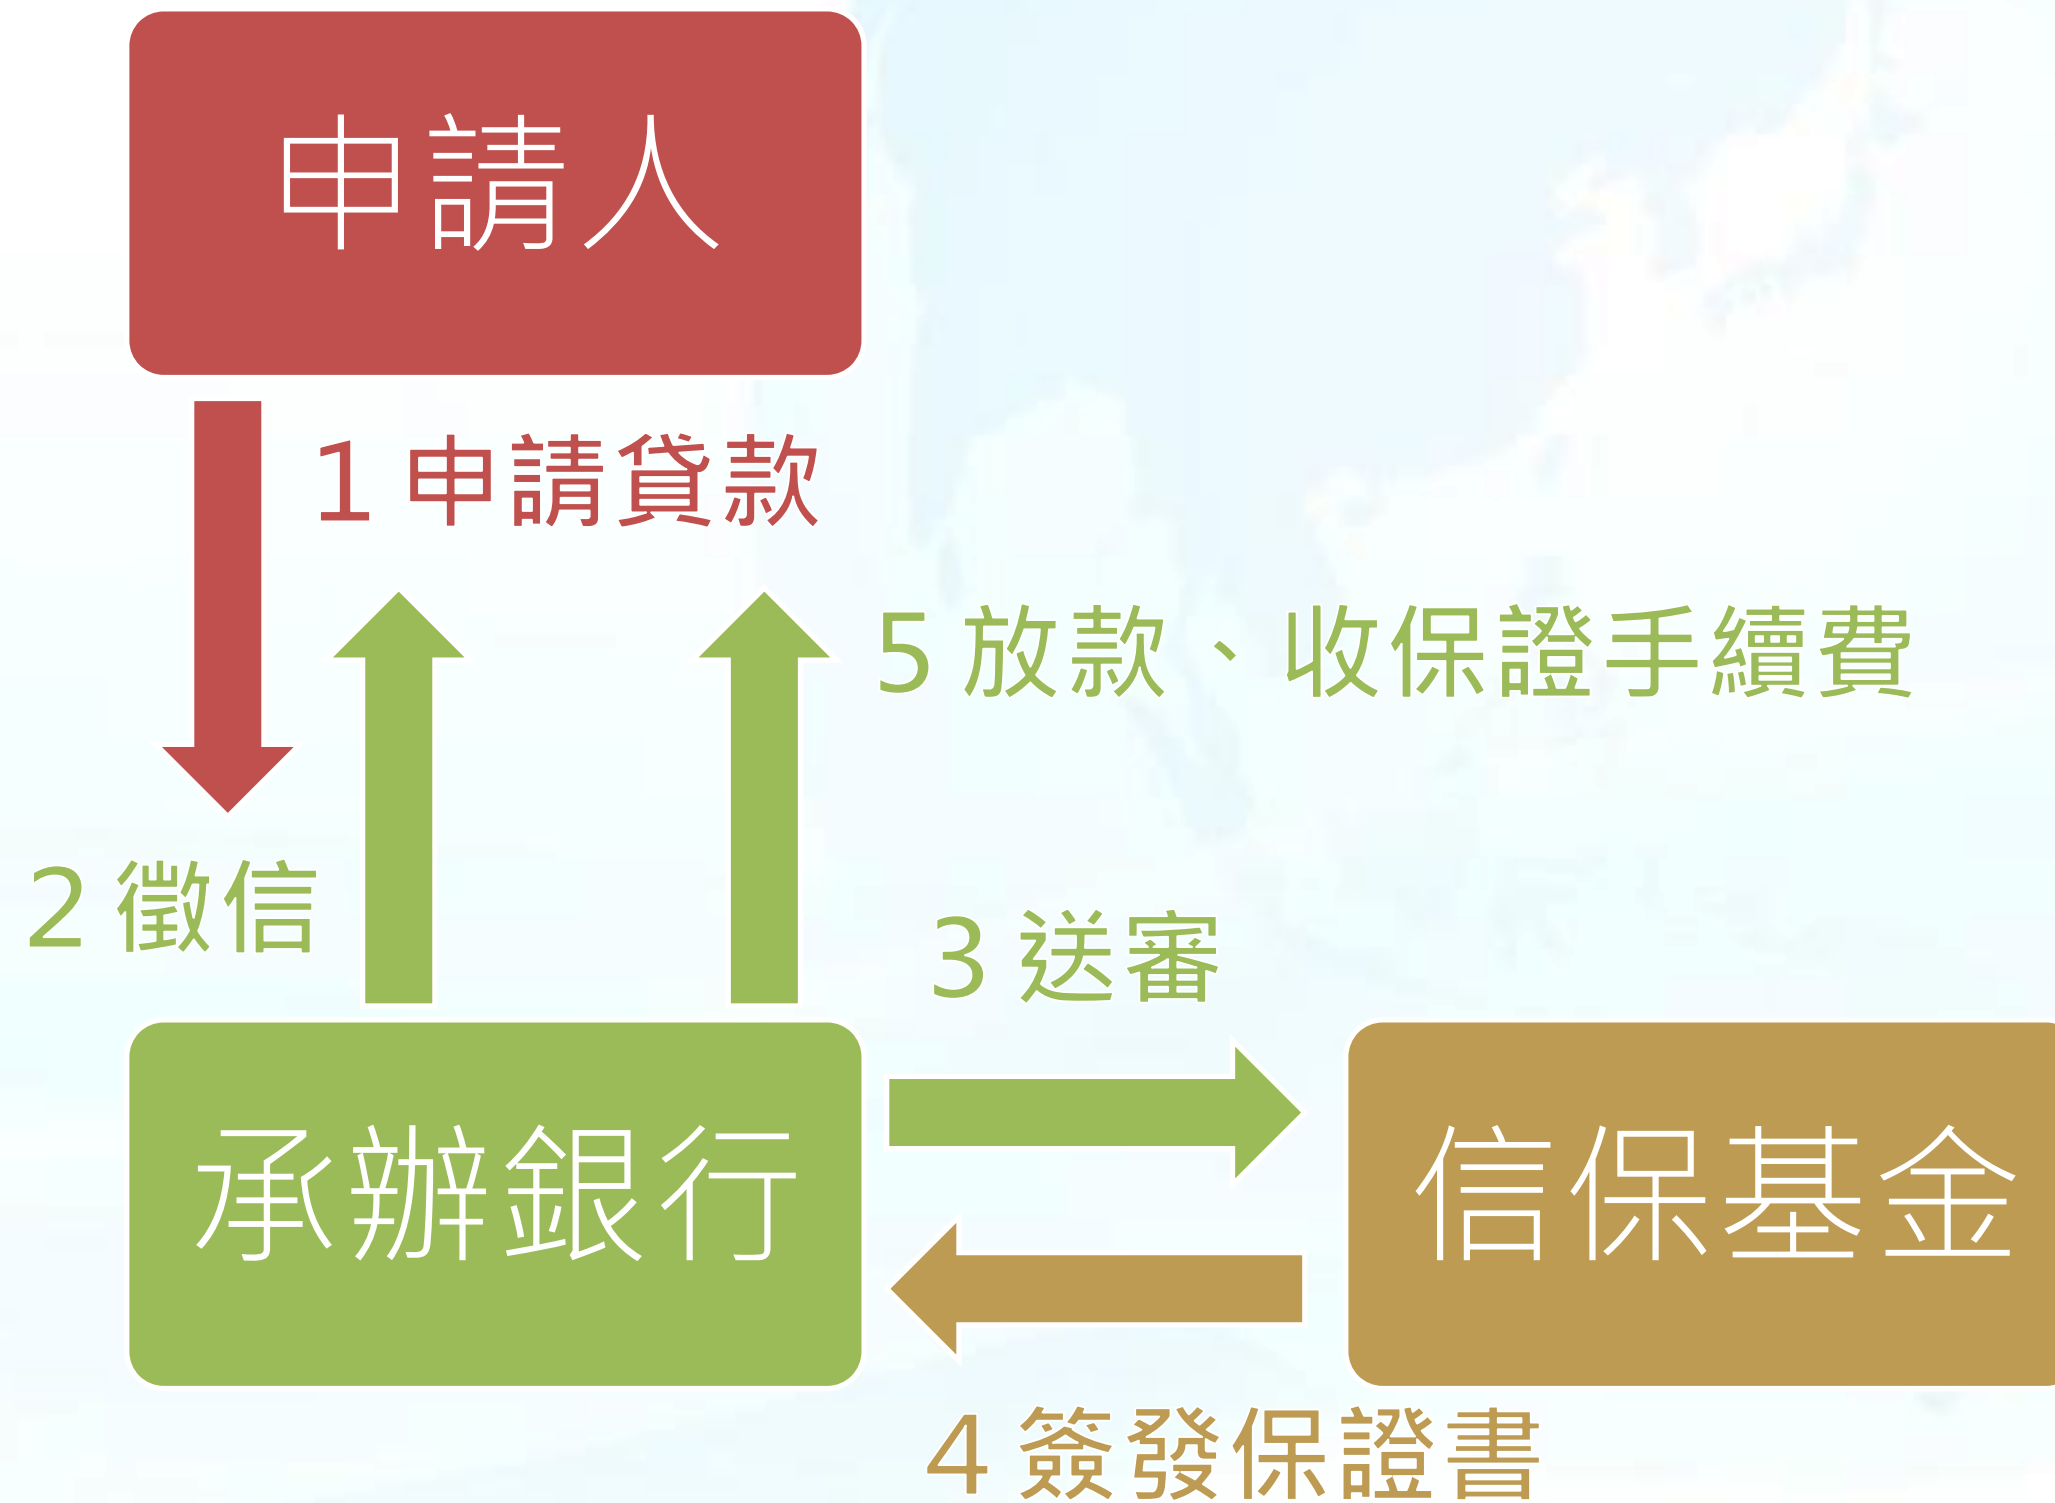 申請人
1申請貸款
5放款、收保證手續費
2徵信
3送審
承辦銀行
信保基金
4簽發保證書